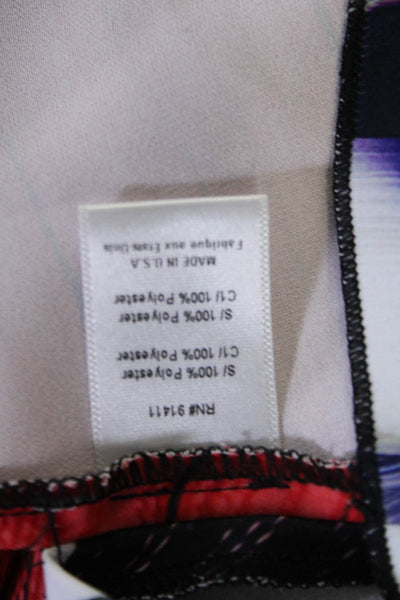 RN# 91411
S/ 100% Polyester
C1/ 100% Polyester
S/ 100% Polyester
C1/ 100% Polyester
MADE IN U.S.A
Fabrique aux Etats-Unis